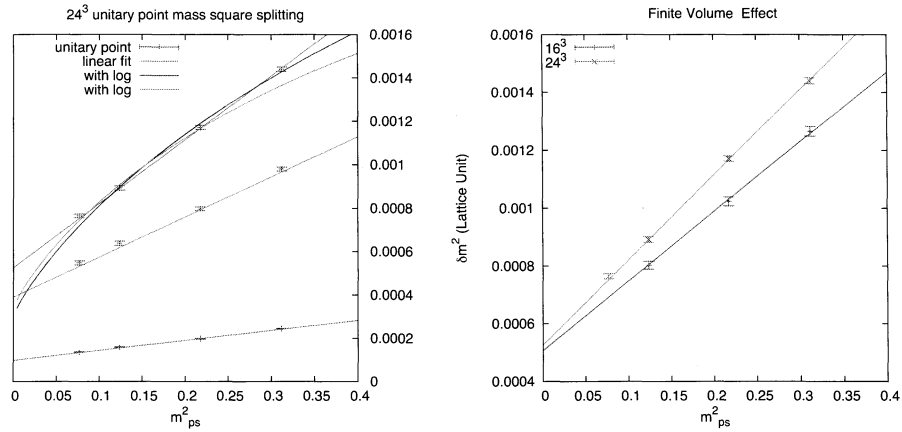 24³ unitary point mass square splitting
unitary point
linear fit
with log
with log
0.0016
0.0014
0.0012
0.001
0.0008
0.0006
0.0004
0.0002
0
0 0.05 0.1 0.15 0.2 0.25 0.3 0.35 0.4
m²ps
Finite Volume Effect
16³
24³
0.0016
0.0014
0.0012
0.001
0.0008
0.0006
0.0004
δm² (Lattice Unit)
0 0.05 0.1 0.15 0.2 0.25 0.3 0.35 0.4
m²ps